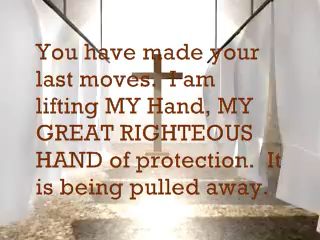 You have made your
last moves.  I am
lifting MY Hand, MY
GREAT RIGHTEOUS
HAND of protection.  It
is being pulled away.